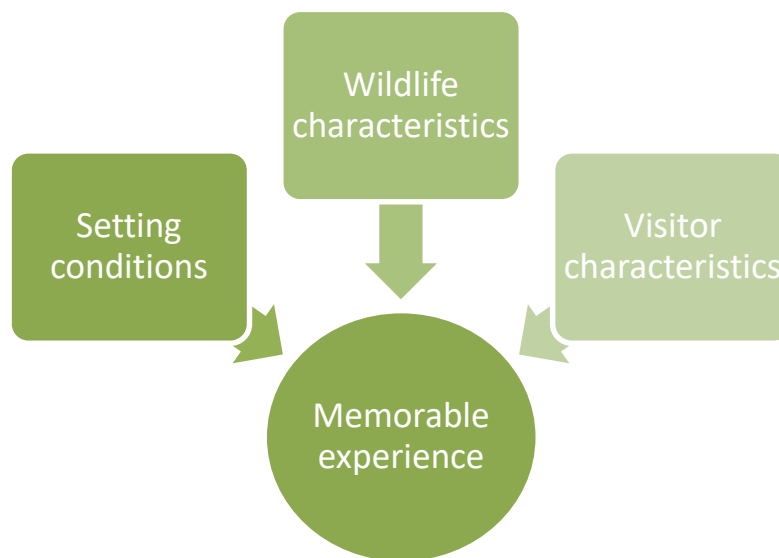 Wildlife
characteristics
Setting
conditions
Visitor
characteristics
Memorable
experience